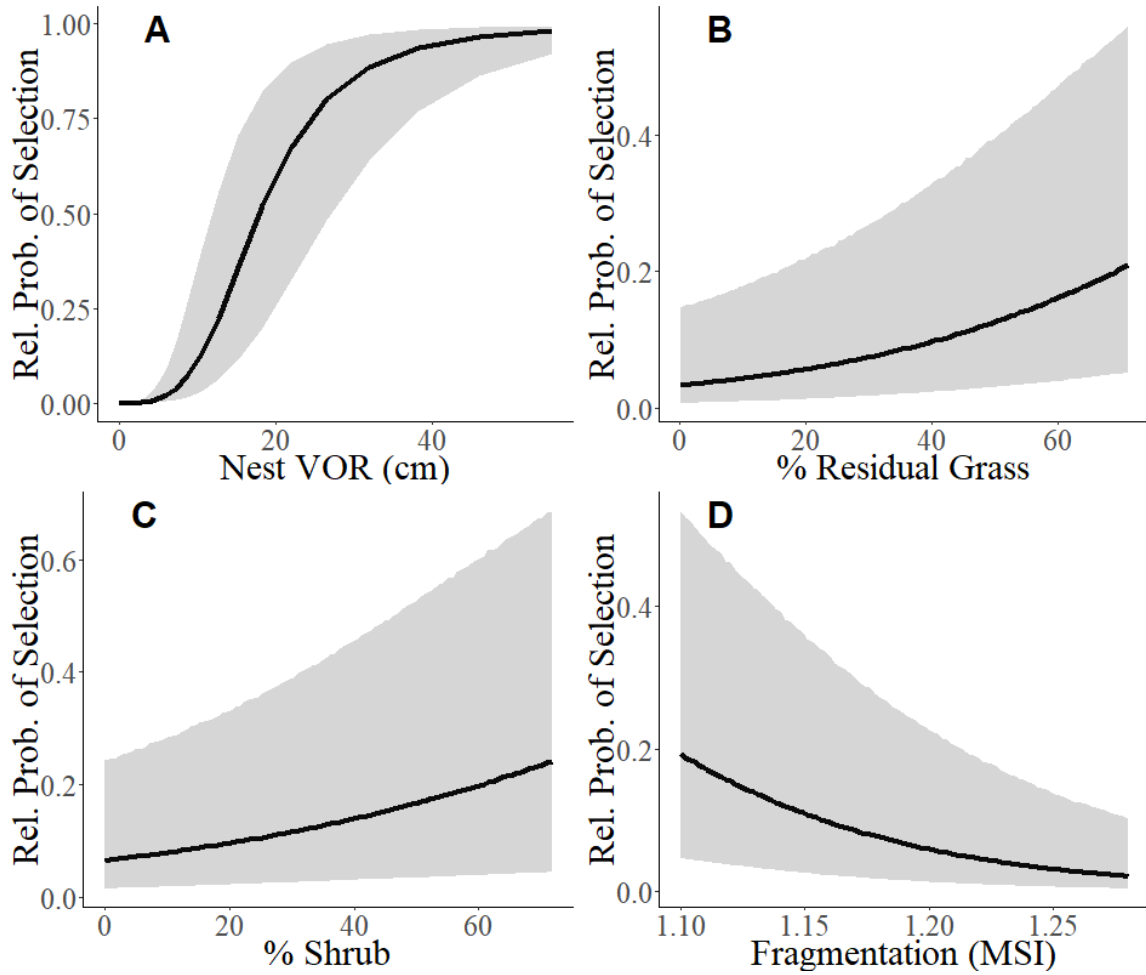 A
Rel. Prob. of Selection
1.00
0.75
0.50
0.25
0.00
0 20 40
Nest VOR (cm)
B
Rel. Prob. of Selection
0.4
0.2
0.0
0 20 40 60
% Residual Grass
C
Rel. Prob. of Selection
0.6
0.4
0.2
0.0
0 20 40 60
% Shrub
D
Rel. Prob. of Selection
0.4
0.2
0.0
1.10 1.15 1.20 1.25
Fragmentation (MSI)